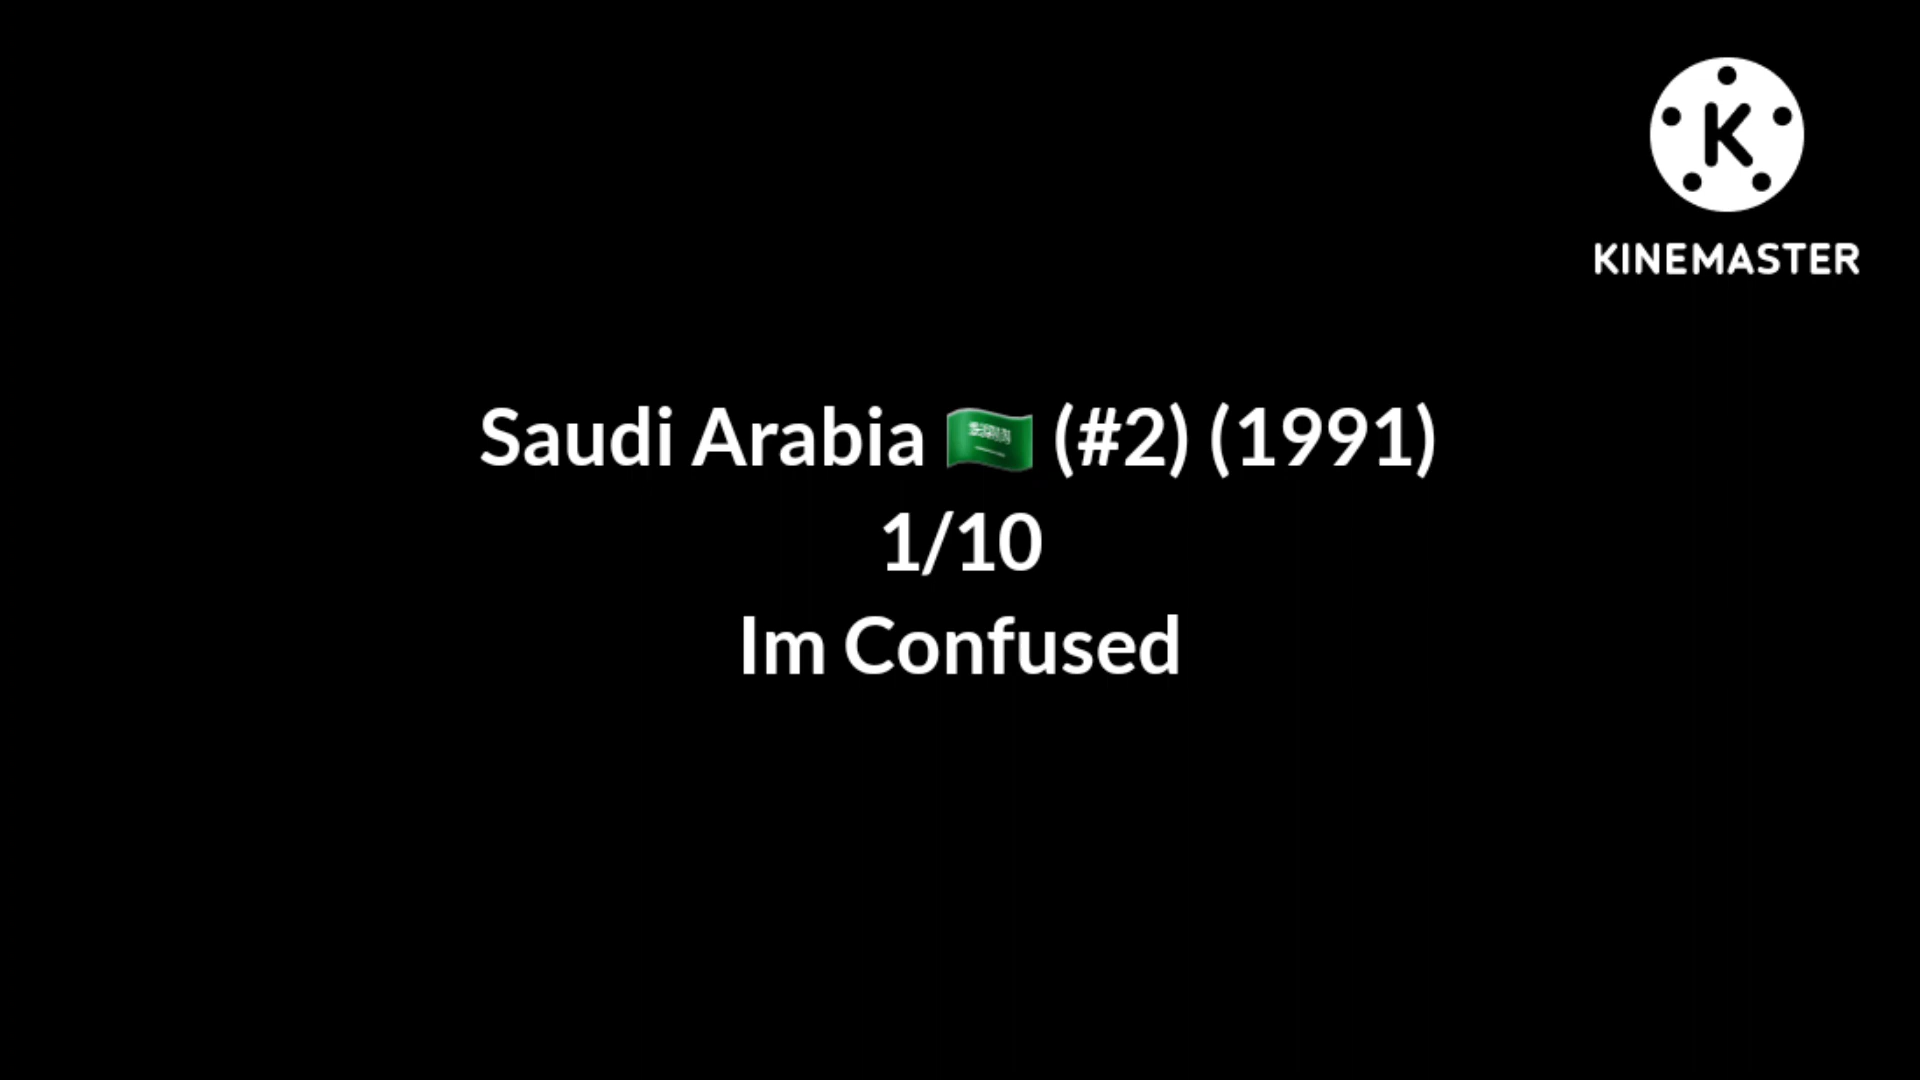 K
KINEMASTER
Saudi Arabia 🇸🇦 (#2) (1991)
1/10
Im Confused